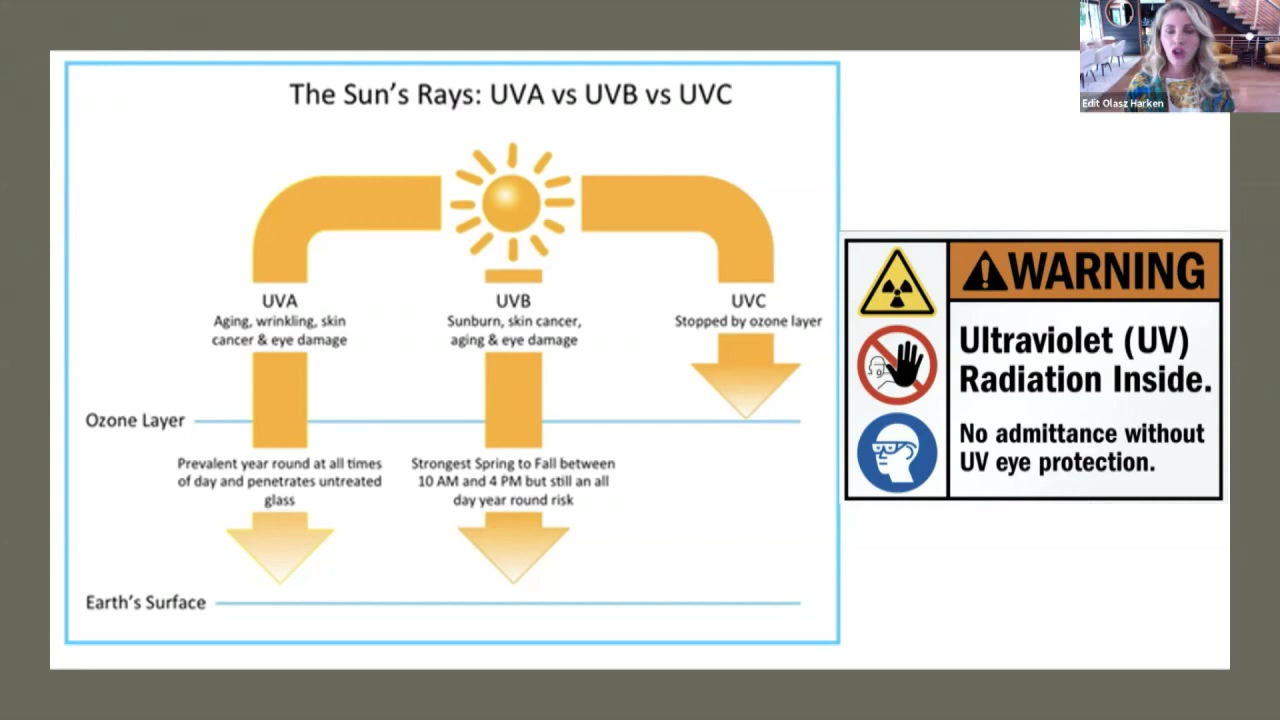 The Sun's Rays: UVA vs UVB vs UVC
UVA
Aging, wrinkling, skin
cancer & eye damage
UVB
Sunburn, skin cancer,
aging & eye damage
UVC
Stopped by ozone layer
Ozone Layer
Prevalent year round at all times
of day and penetrates untreated
glass
Strongest Spring to Fall between
10 AM and 4 PM but still an all
day year round risk
Earth's Surface
Edit Olasz Harken
WARNING
Ultraviolet (UV)
Radiation Inside.
No admittance without
UV eye protection.